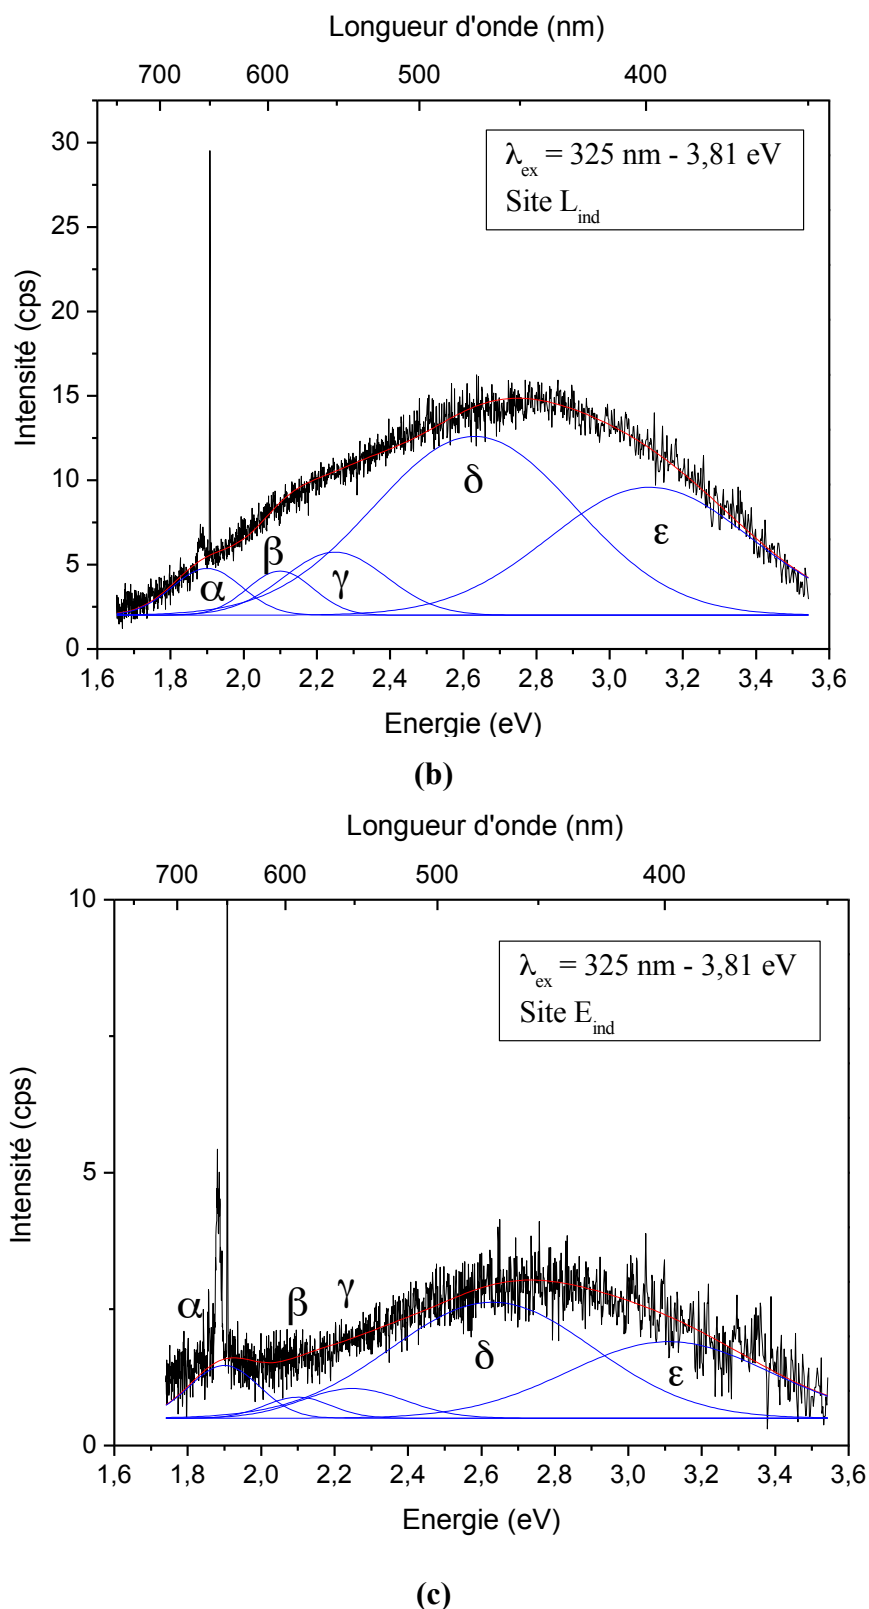 Longueur d'onde (nm)
700 600 500 400
30
25
20
15
10
5
0
Intensité (cps)
λex = 325 nm - 3,81 eV
Site Lind
α β γ δ ε
1,6 1,8 2,0 2,2 2,4 2,6 2,8 3,0 3,2 3,4 3,6
Energie (eV)
(b)
Longueur d'onde (nm)
700 600 500 400
10
5
0
Intensité (cps)
λex = 325 nm - 3,81 eV
Site Eind
α β γ δ ε
1,6 1,8 2,0 2,2 2,4 2,6 2,8 3,0 3,2 3,4 3,6
Energie (eV)
(c)